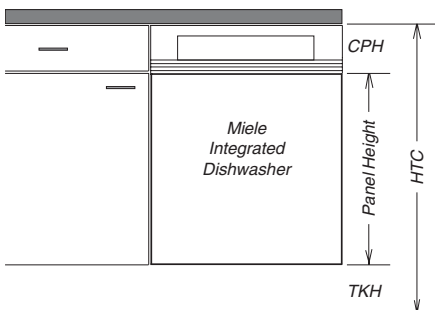 CPH
Miele
Integrated
Dishwasher
Panel Height
HTC
TKH